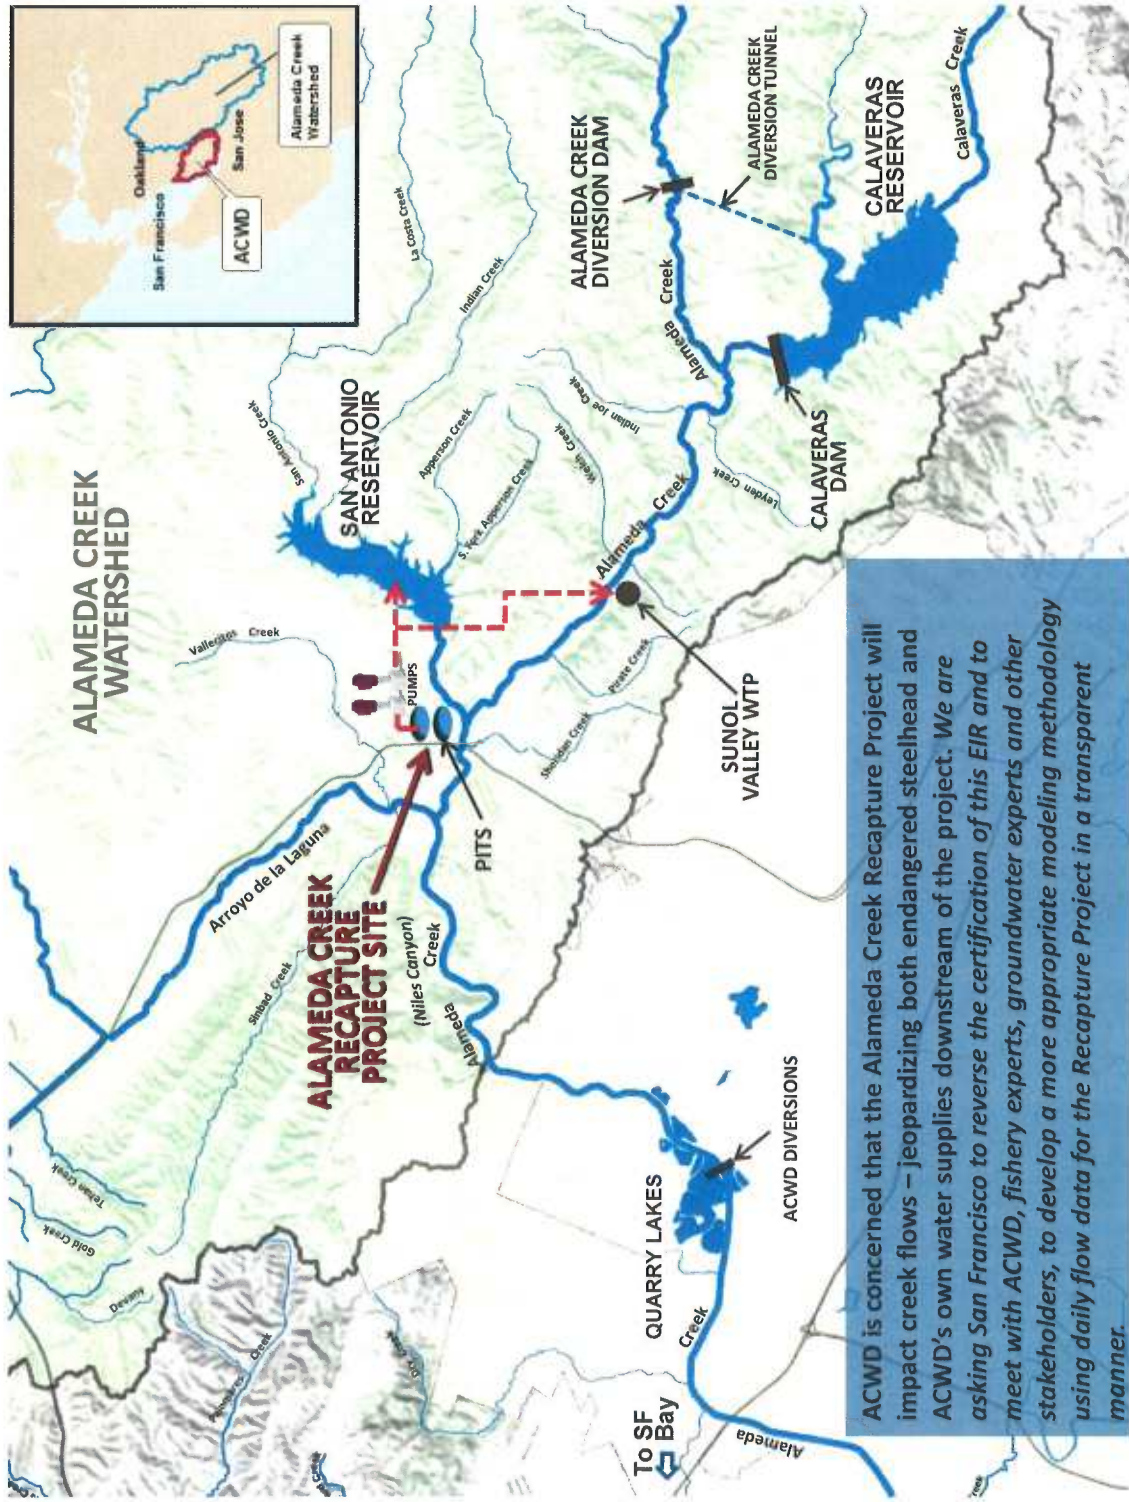 ALAMEDA CREEK
WATERSHED
San Francisco
Oakland
San Jose
ACWD
Alameda Creek
Watershed
Vallecitos Creek
San Antonio Creek
La Costa Creek
Indian Creek
SAN ANTONIO
RESERVOIR
Apperson Creek
S. Fork Apperson Creek
Welch Creek
Indian Joe Creek
ALAMEDA CREEK
DIVERSION DAM
ALAMEDA CREEK
DIVERSION TUNNEL
Alameda Creek
CALAVERAS
RESERVOIR
Calaveras Creek
CALAVERAS
DAM
Leyden Creek
Alameda Creek
PUMPS
PITS
Pirate Creek
Sheridan Creek
SUNOL
VALLEY WTP
Arroyo de la Laguna
ALAMEDA CREEK
RECAPTURE
PROJECT SITE
Sinbad Creek
(Niles Canyon)
Alameda Creek
Tehan Creek
Gold Creek
Devany
Creek
Dry Creek
QUARRY LAKES
ACWD DIVERSIONS
To SF
Bay
Alameda Creek
Creek
ACWD is concerned that the Alameda Creek Recapture Project will
impact creek flows – jeopardizing both endangered steelhead and
ACWD's own water supplies downstream of the project. We are
asking San Francisco to reverse the certification of this EIR and to
meet with ACWD, fishery experts, groundwater experts and other
stakeholders, to develop a more appropriate modeling methodology
using daily flow data for the Recapture Project in a transparent
manner.